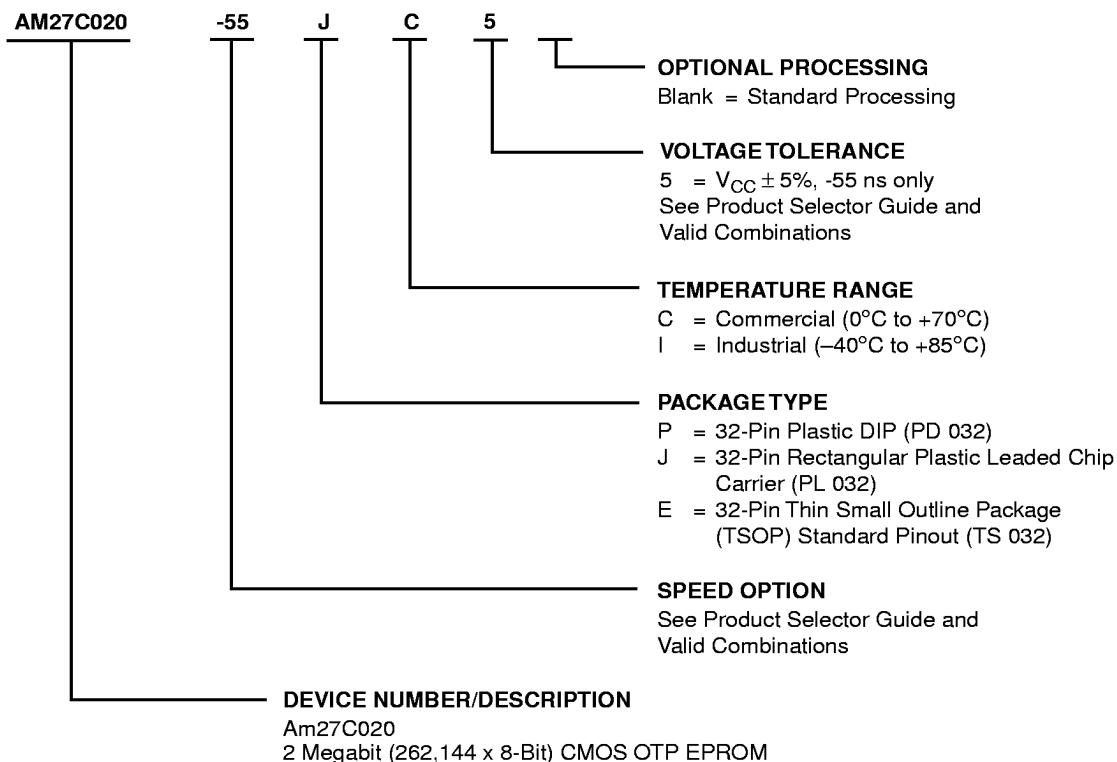 AM27C020 -55 J C 5
OPTIONAL PROCESSING
Blank = Standard Processing
VOLTAGE TOLERANCE
5 = VCC ± 5%, -55 ns only
See Product Selector Guide and
Valid Combinations
TEMPERATURE RANGE
C = Commercial (0°C to +70°C)
I = Industrial (–40°C to +85°C)
PACKAGE TYPE
P = 32-Pin Plastic DIP (PD 032)
J = 32-Pin Rectangular Plastic Leaded Chip
Carrier (PL 032)
E = 32-Pin Thin Small Outline Package
(TSOP) Standard Pinout (TS 032)
SPEED OPTION
See Product Selector Guide and
Valid Combinations
DEVICE NUMBER/DESCRIPTION
Am27C020
2 Megabit (262,144 x 8-Bit) CMOS OTP EPROM